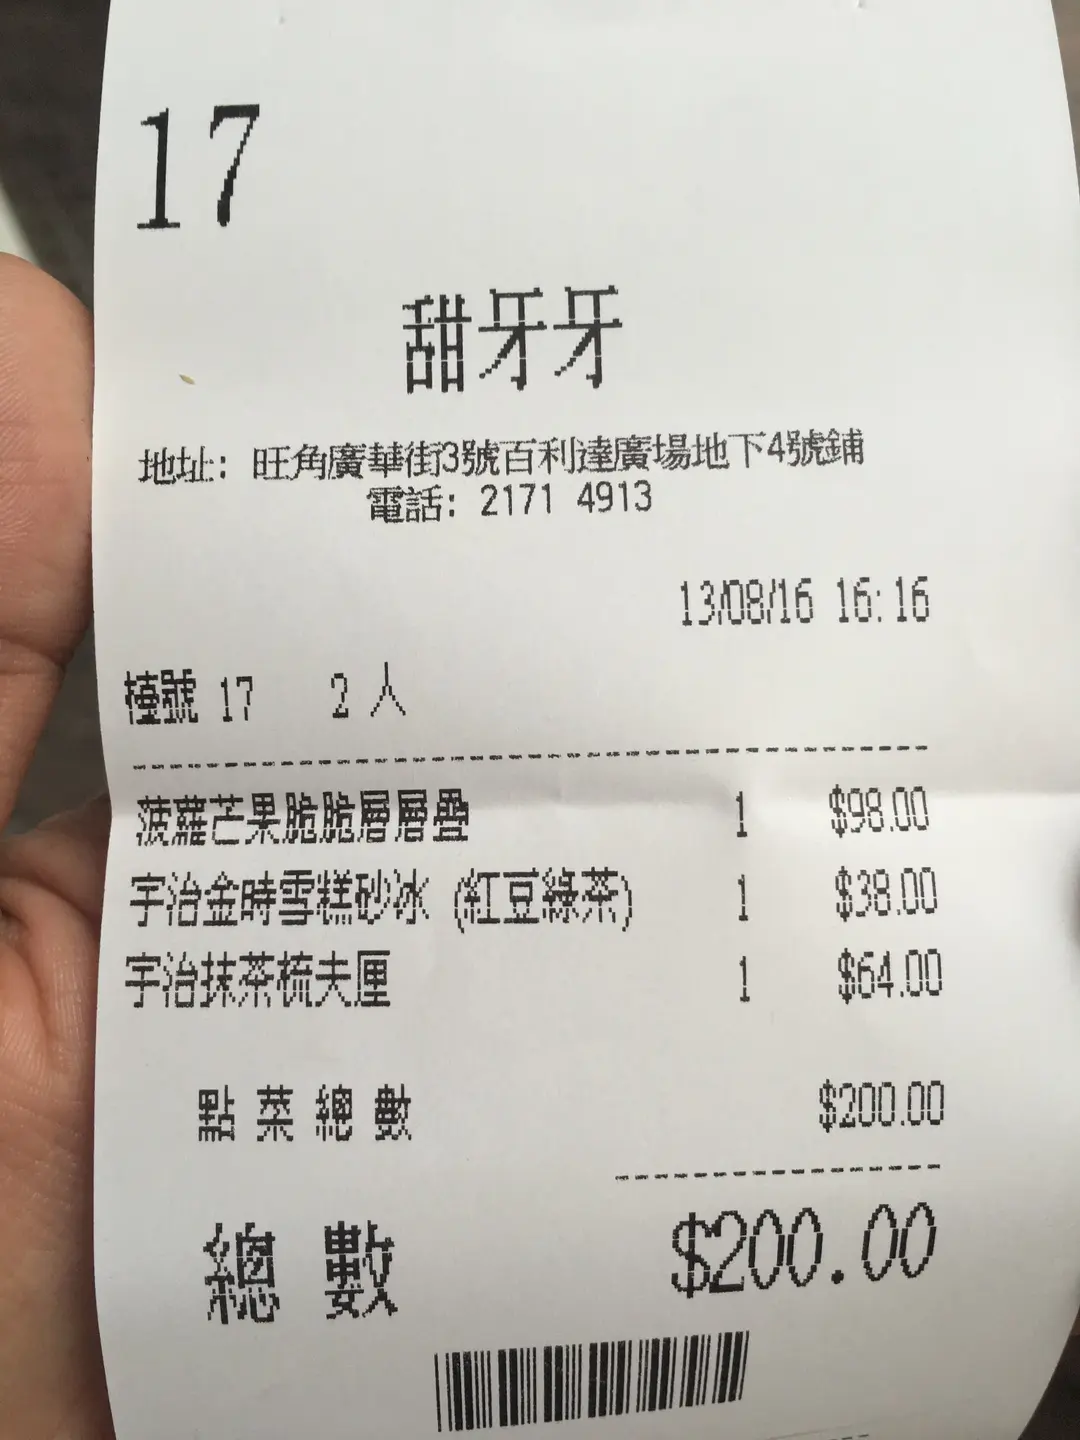 17
甜牙牙
地址: 旺角廣華街3號百利達廣場地下4號鋪
電話: 2171 4913
13/08/16 16:16
檯號 17 2 人
菠蘿芒果脆脆層層疊 1 $98.00
宇治金時雪糕砂冰 (紅豆綠茶) 1 $38.00
宇治抹茶梳夫厘 1 $64.00
點菜總數 $200.00
總數 $200.00